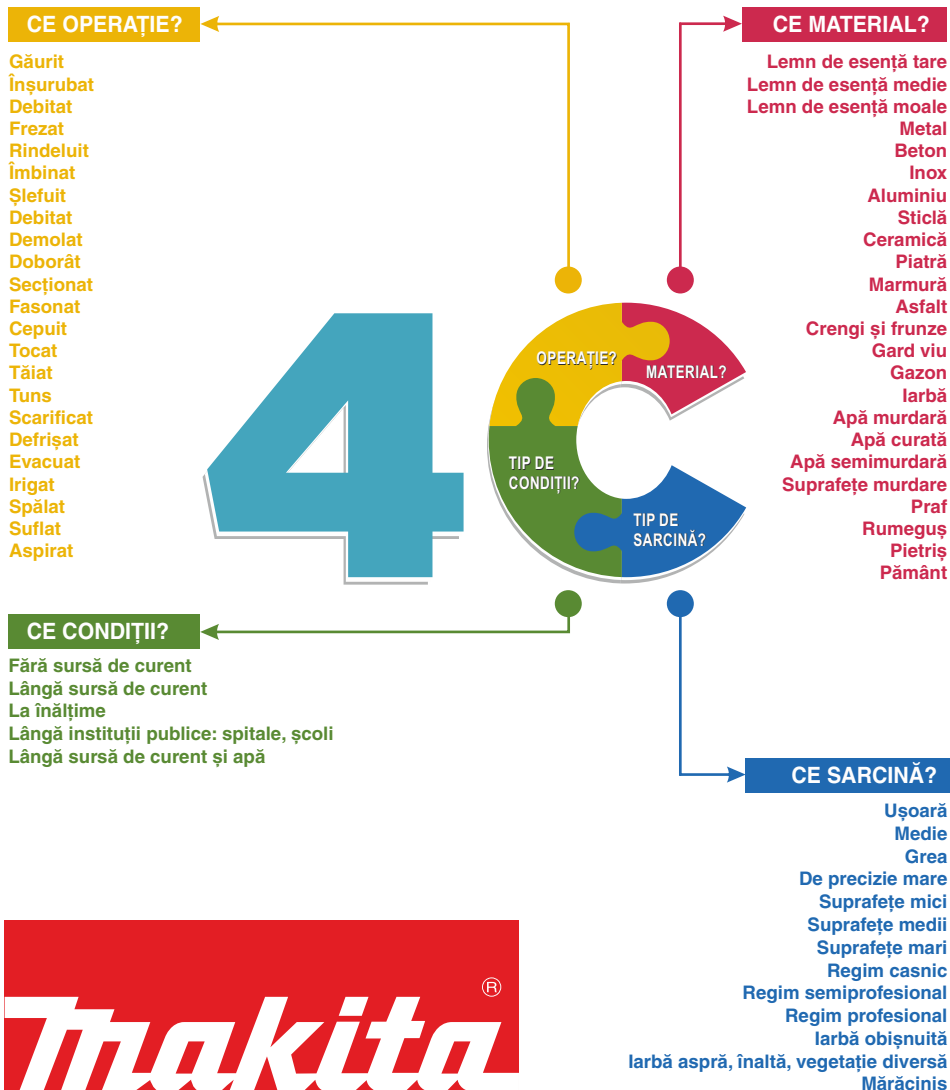 CE OPERAȚIE?
Găurit
Înșurubat
Debitat
Frezat
Rindeluit
Îmbinat
Șlefuit
Debitat
Demolat
Doborât
Secționat
Fasonat
Cepuit
Tocat
Tăiat
Tuns
Scarificat
Defrișat
Evacuat
Irigat
Spălat
Suflat
Aspirat
CE MATERIAL?
Lemn de esență tare
Lemn de esență medie
Lemn de esență moale
Metal
Beton
Inox
Aluminiu
Sticlă
Ceramică
Piatră
Marmură
Asfalt
Crengi și frunze
Gard viu
Gazon
Iarbă
Apă murdară
Apă curată
Apă semimurdară
Suprafețe murdare
Praf
Rumeguș
Pietriș
Pământ
4C
OPERAȚIE?
MATERIAL?
TIP DE
CONDIȚII?
TIP DE
SARCINĂ?
CE CONDIȚII?
Fără sursă de curent
Lângă sursă de curent
La înălțime
Lângă instituții publice: spitale, școli
Lângă sursă de curent și apă
CE SARCINĂ?
Ușoară
Medie
Grea
De precizie mare
Suprafețe mici
Suprafețe medii
Suprafețe mari
Regim casnic
Regim semiprofesional
Regim profesional
Iarbă obișnuită
Iarbă aspră, înaltă, vegetație diversă
Mărăciniș
makita®